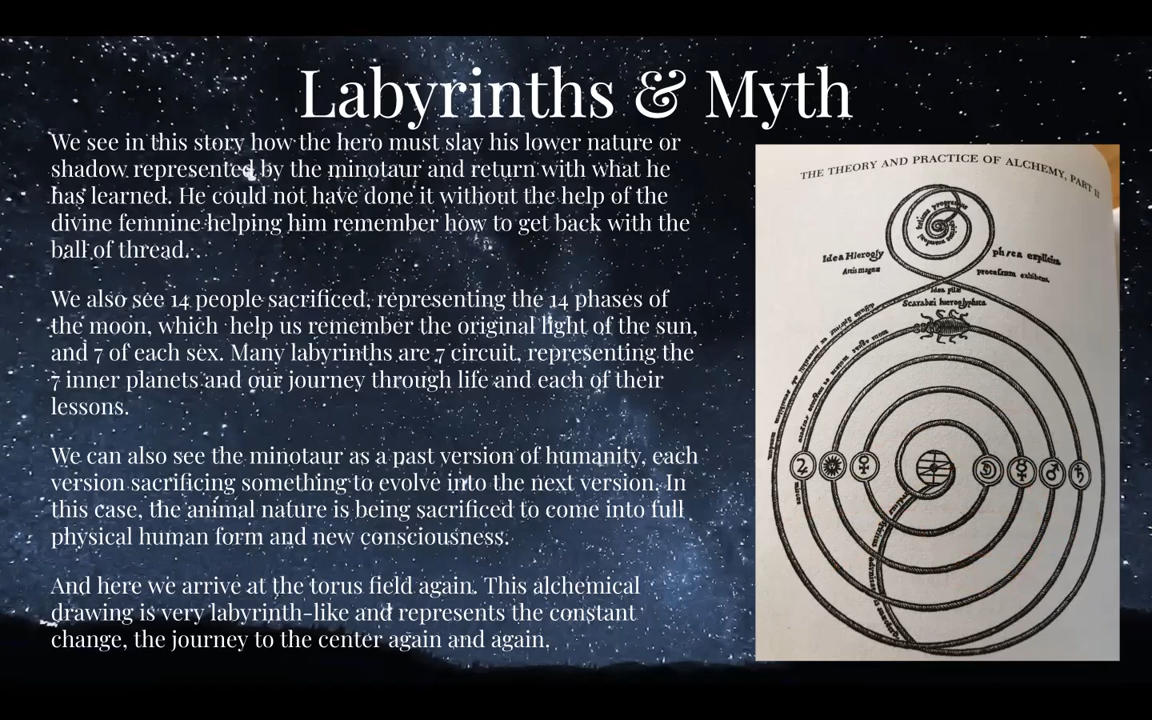 Labyrinths & Myth
We see in this story how the hero must slay his lower nature or
shadow represented by the minotaur and return with what he
has learned. He could not have done it without the help of the
divine femnine helping him remember how to get back with the
ball of thread.
We also see 14 people sacrificed, representing the 14 phases of
the moon, which help us remember the original light of the sun,
and 7 of each sex. Many labyrinths are 7 circuit, representing the
7 inner planets and our journey through life and each of their
lessons.
We can also see the minotaur as a past version of humanity, each
version sacrificing something to evolve into the next version. In
this case, the animal nature is being sacrificed to come into full
physical human form and new consciousness.
And here we arrive at the torus field again. This alchemical
drawing is very labyrinth-like and represents the constant
change, the journey to the center again and again.
THE THEORY AND PRACTICE OF ALCHEMY, PART II
Idea Hierogly
Artis magnæ
processum exhibens.
Scarabæi hieroglyphica.